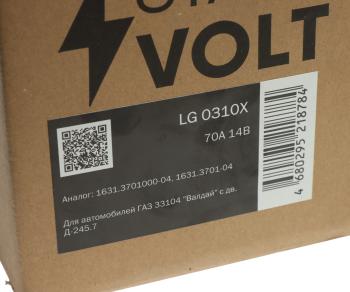 VOLT
LG 0310X
70А 14В
Аналог: 1631.3701000-04, 1631.3701-04
Для автомобилей ГАЗ 33104 "Валдай" с дв.
Д-245.7
4 680295 218784